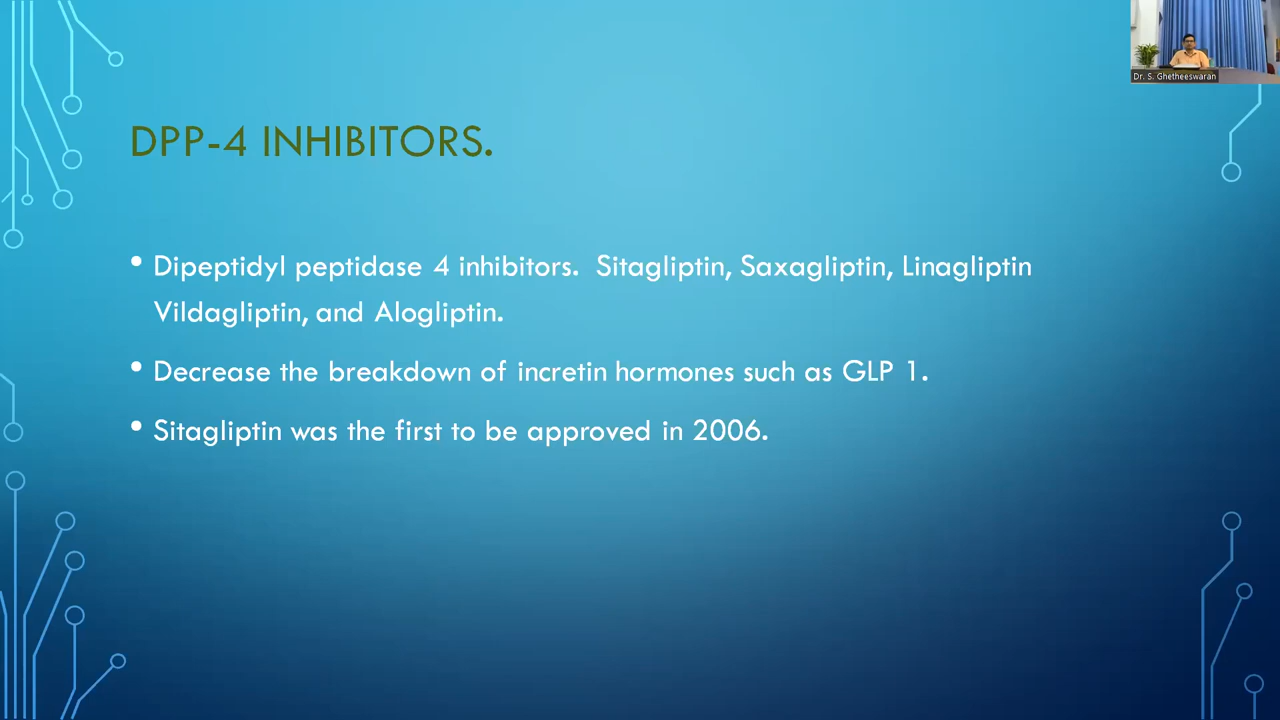 Dr. S. Ghetheeswaran
DPP-4 INHIBITORS.
• Dipeptidyl peptidase 4 inhibitors.  Sitagliptin, Saxagliptin, Linagliptin
Vildagliptin, and Alogliptin.
• Decrease the breakdown of incretin hormones such as GLP 1.
• Sitagliptin was the first to be approved in 2006.